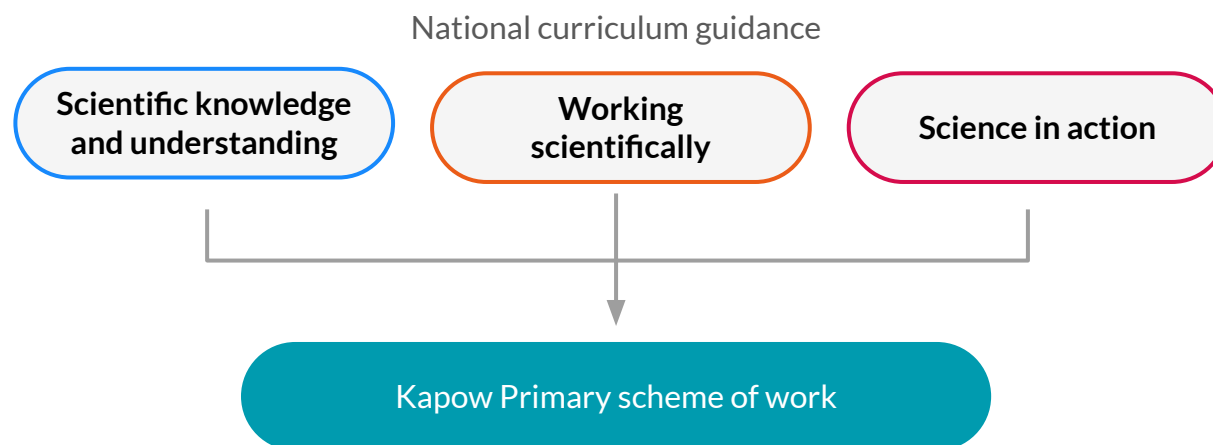 National curriculum guidance
Scientific knowledge
and understanding
Working
scientifically
Science in action
Kapow Primary scheme of work